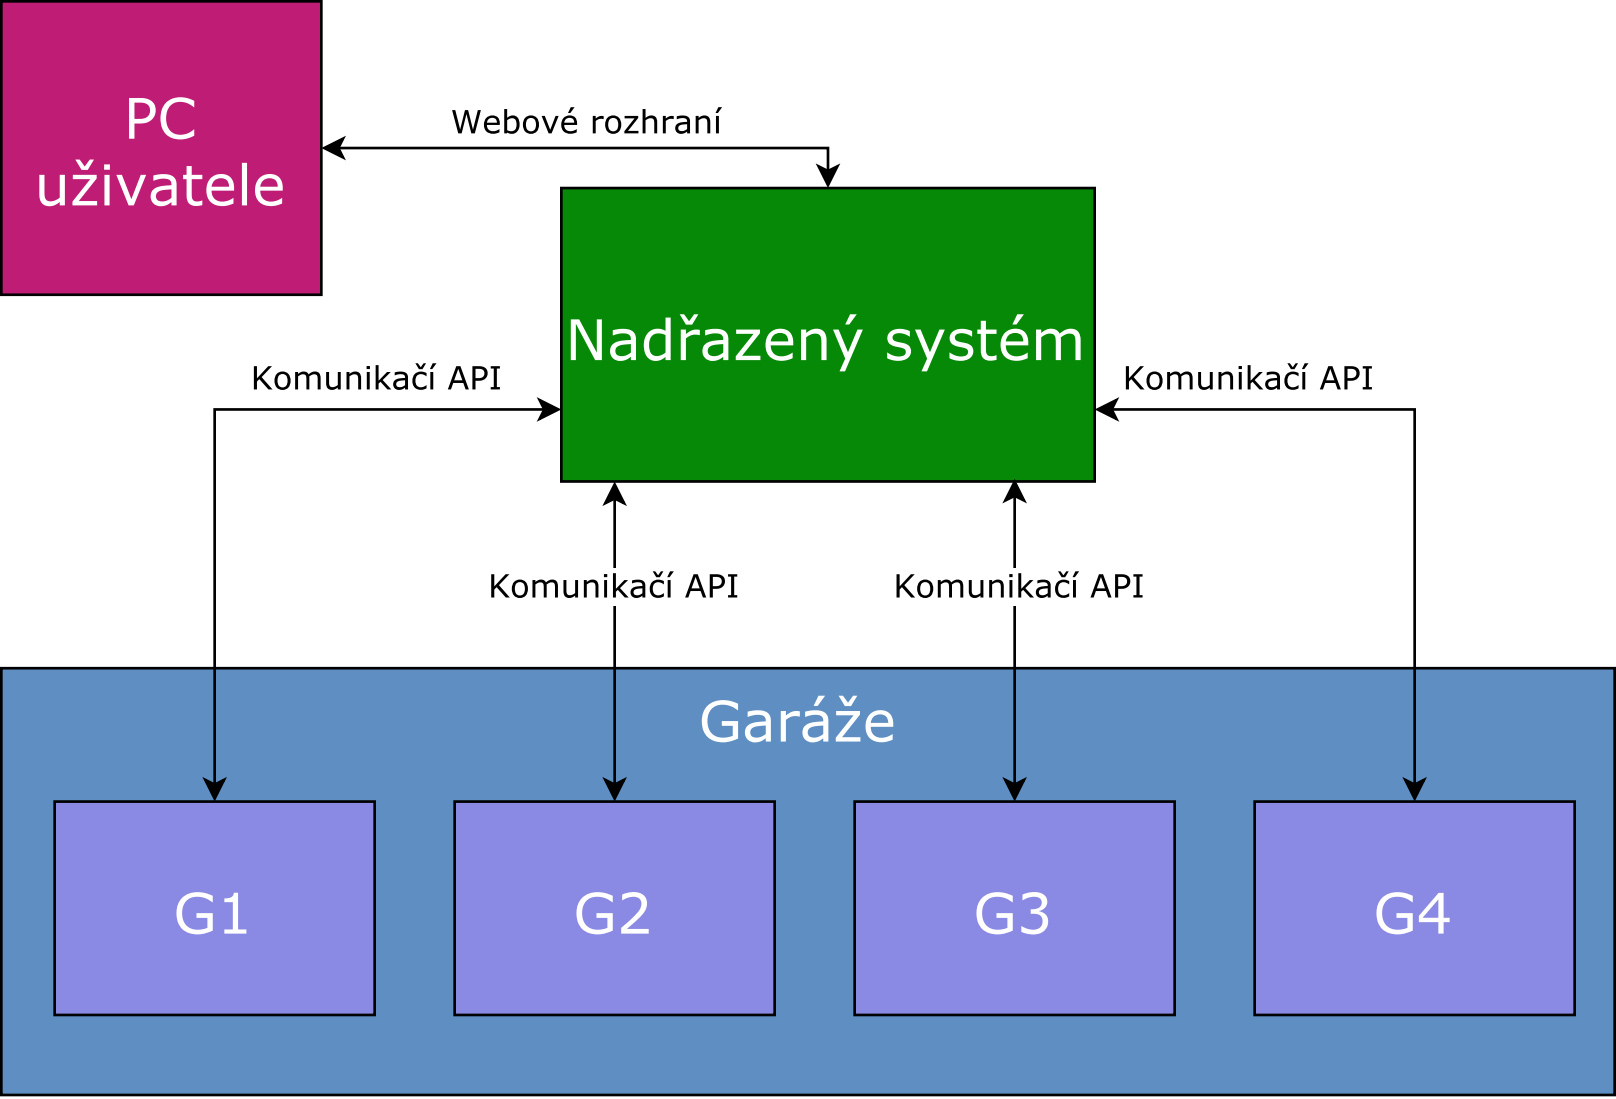 PC
uživatele
Webové rozhraní
Nadřazený systém
Komunikačí API
Komunikačí API
Komunikačí API
Komunikačí API
Garáže
G1
G2
G3
G4